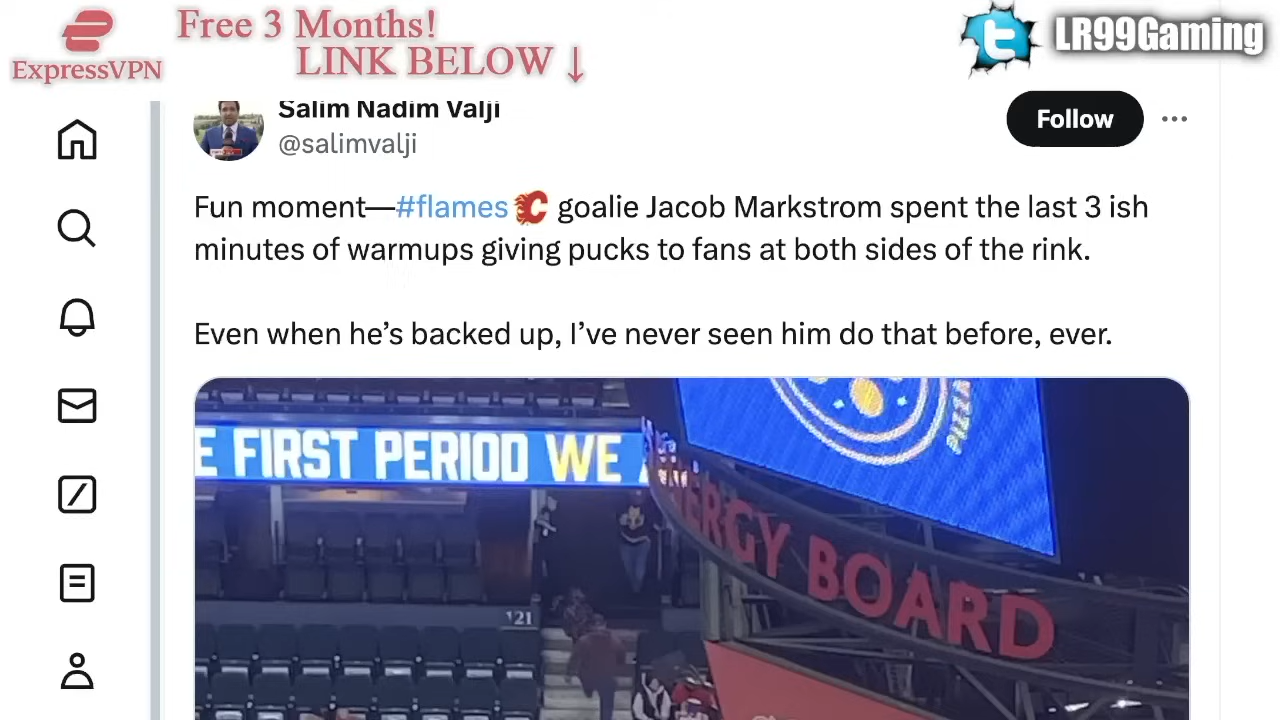 Free 3 Months!
LINK BELOW ↓
ExpressVPN
LR99Gaming
Salim Nadim Valji
@salimvalji
Follow
Fun moment—#flames goalie Jacob Markstrom spent the last 3 ish
minutes of warmups giving pucks to fans at both sides of the rink.
Even when he’s backed up, I’ve never seen him do that before, ever.
E FIRST PERIOD WE
ERGY BOARD
121